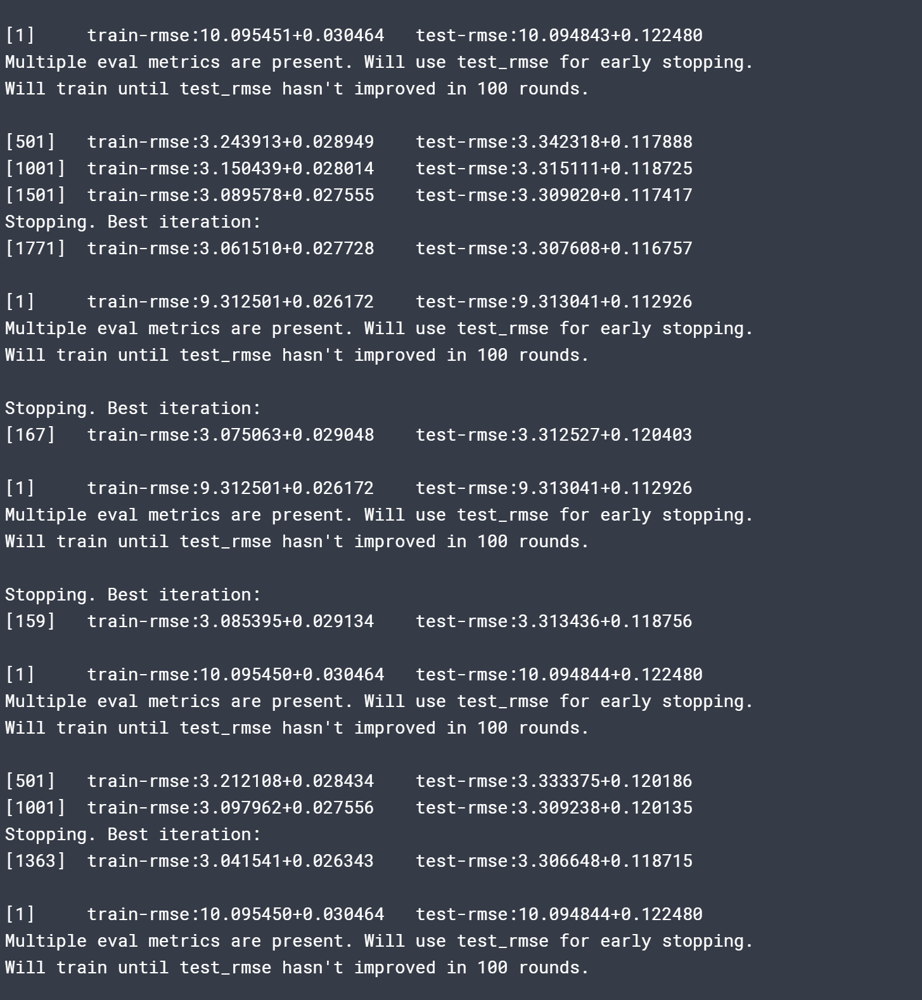 [1]     train-rmse:10.095451+0.030464   test-rmse:10.094843+0.122480
Multiple eval metrics are present. Will use test_rmse for early stopping.
Will train until test_rmse hasn't improved in 100 rounds.
[501]   train-rmse:3.243913+0.028949    test-rmse:3.342318+0.117888
[1001]  train-rmse:3.150439+0.028014    test-rmse:3.315111+0.118725
[1501]  train-rmse:3.089578+0.027555    test-rmse:3.309020+0.117417
Stopping. Best iteration:
[1771]  train-rmse:3.061510+0.027728    test-rmse:3.307608+0.116757
[1]     train-rmse:9.312501+0.026172    test-rmse:9.313041+0.112926
Multiple eval metrics are present. Will use test_rmse for early stopping.
Will train until test_rmse hasn't improved in 100 rounds.
Stopping. Best iteration:
[167]   train-rmse:3.075063+0.029048    test-rmse:3.312527+0.120403
[1]     train-rmse:9.312501+0.026172    test-rmse:9.313041+0.112926
Multiple eval metrics are present. Will use test_rmse for early stopping.
Will train until test_rmse hasn't improved in 100 rounds.
Stopping. Best iteration:
[159]   train-rmse:3.085395+0.029134    test-rmse:3.313436+0.118756
[1]     train-rmse:10.095450+0.030464   test-rmse:10.094844+0.122480
Multiple eval metrics are present. Will use test_rmse for early stopping.
Will train until test_rmse hasn't improved in 100 rounds.
[501]   train-rmse:3.212108+0.028434    test-rmse:3.333375+0.120186
[1001]  train-rmse:3.097962+0.027556    test-rmse:3.309238+0.120135
Stopping. Best iteration:
[1363]  train-rmse:3.041541+0.026343    test-rmse:3.306648+0.118715
[1]     train-rmse:10.095450+0.030464   test-rmse:10.094844+0.122480
Multiple eval metrics are present. Will use test_rmse for early stopping.
Will train until test_rmse hasn't improved in 100 rounds.